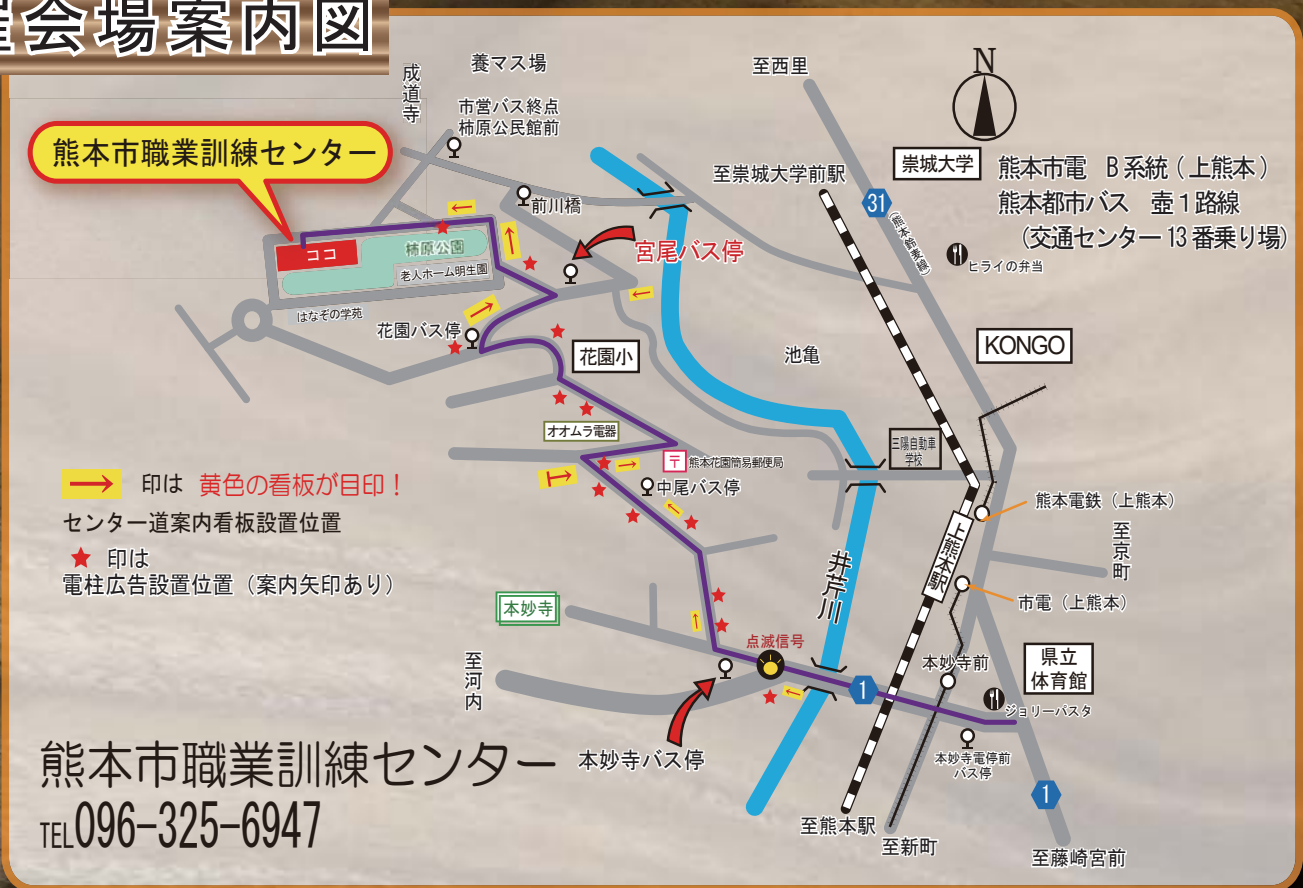 会場案内図
成道寺
養マス場
市営バス終点
柿原公民館前
至西里
N
熊本市職業訓練センター
至崇城大学前駅
崇城大学
熊本市電 B系統（上熊本）
熊本都市バス 壺1路線
（交通センター13番乗り場）
31
（熊本鈴麦線）
前川橋
宮尾バス停
ヒライの弁当
ココ
柿原公園
老人ホーム明生園
はなぞの学苑
花園バス停
花園小
池亀
KONGO
オオムラ電器
〒
熊本花園簡易郵便局
三陽自動車
学校
中尾バス停
印は 黄色の看板が目印！
センター道案内看板設置位置
印は
電柱広告設置位置（案内矢印あり）
熊本電鉄（上熊本）
至京町
上熊本駅
市電（上熊本）
井芹川
本妙寺
点滅信号
至河内
本妙寺前
県立
体育館
1
ジョリーパスタ
本妙寺バス停
本妙寺電停前
バス停
1
熊本市職業訓練センター
TEL096-325-6947
至熊本駅
至新町
至藤崎宮前